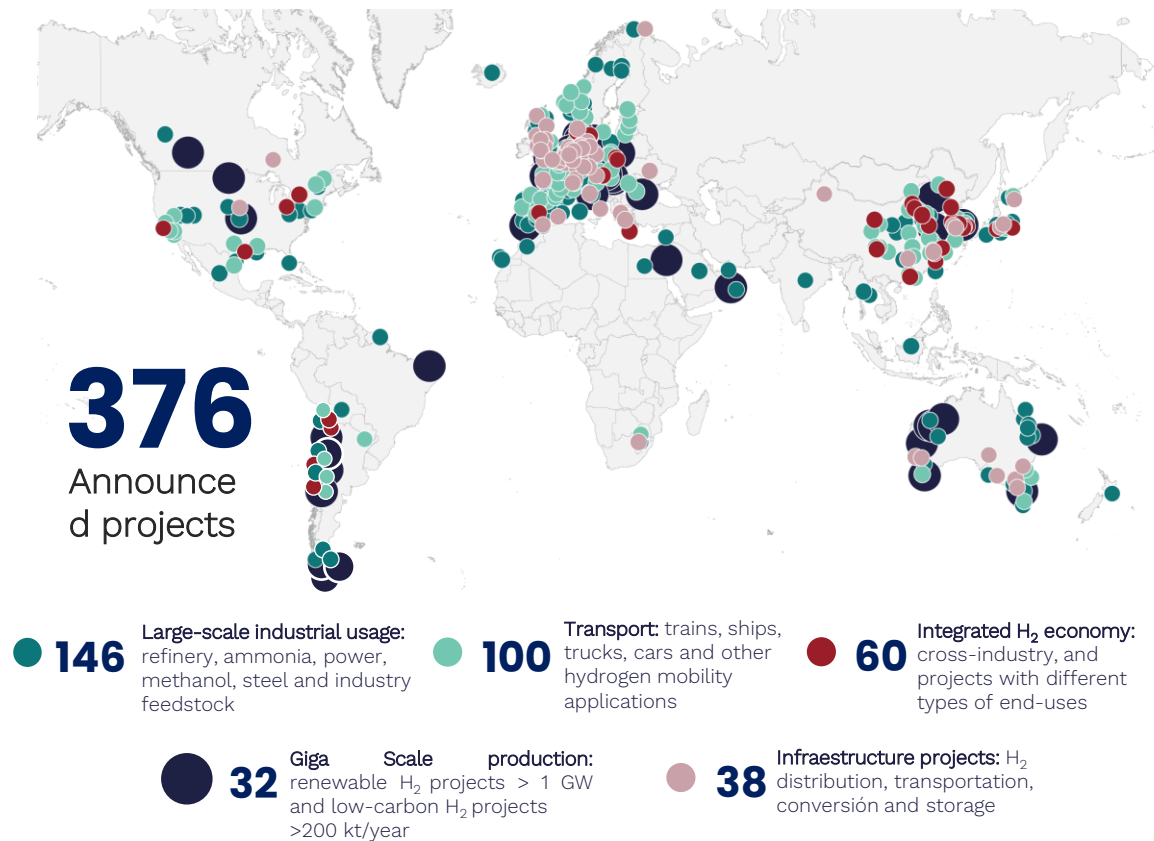 376
Announce
d projects
146
Large-scale industrial usage:
refinery, ammonia, power,
methanol, steel and industry
feedstock
100
Transport: trains, ships,
trucks, cars and other
hydrogen mobility
applications
60
Integrated H₂ economy:
cross-industry, and
projects with different
types of end-uses
32
Giga Scale production:
renewable H₂ projects > 1 GW
and low-carbon H₂ projects
>200 kt/year
38
Infraestructure projects: H₂
distribution, transportation,
conversión and storage